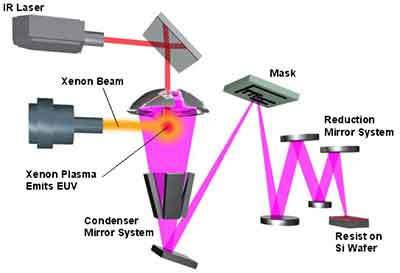 IR Laser
Xenon Beam
Mask
Reduction
Mirror System
Xenon Plasma
Emits EUV
Condenser
Mirror System
Resist on
Si Wafer